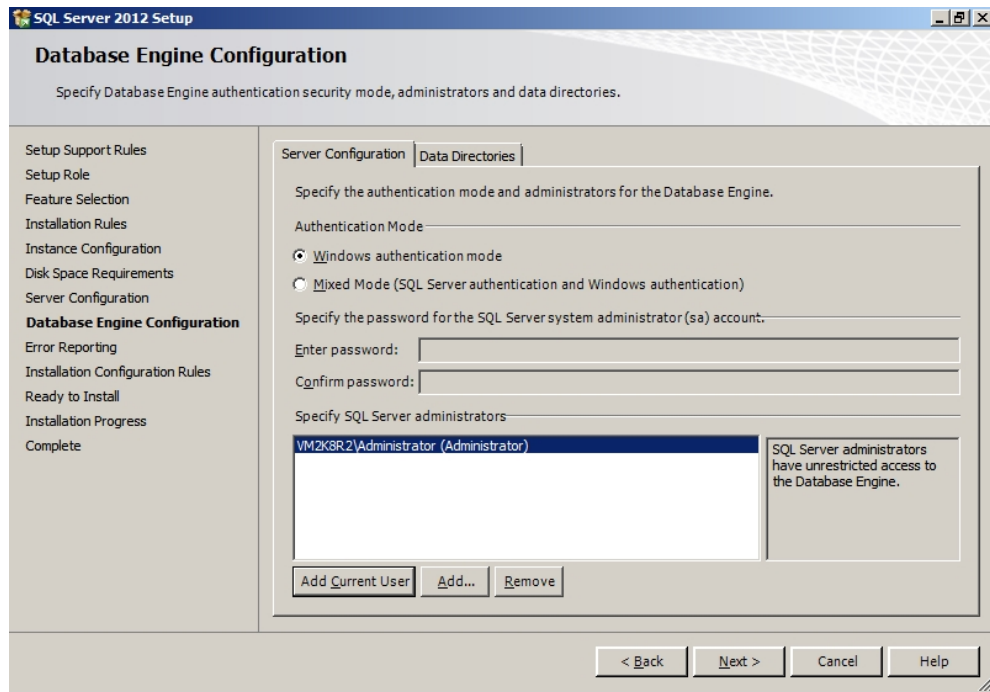 SQL Server 2012 Setup
Database Engine Configuration
Specify Database Engine authentication security mode, administrators and data directories.
Setup Support Rules
Setup Role
Feature Selection
Installation Rules
Instance Configuration
Disk Space Requirements
Server Configuration
Database Engine Configuration
Error Reporting
Installation Configuration Rules
Ready to Install
Installation Progress
Complete
Server Configuration Data Directories
Specify the authentication mode and administrators for the Database Engine.
Authentication Mode
Windows authentication mode
Mixed Mode (SQL Server authentication and Windows authentication)
Specify the password for the SQL Server system administrator (sa) account.
Enter password:
Confirm password:
Specify SQL Server administrators
VM2K8R2\Administrator (Administrator)
SQL Server administrators
have unrestricted access to
the Database Engine.
Add Current User Add... Remove
< Back Next > Cancel Help